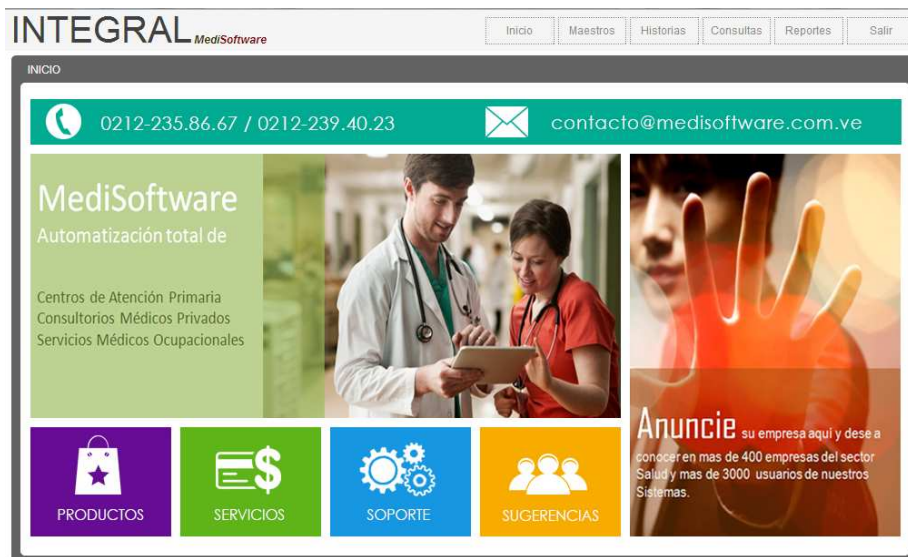 INTEGRAL MediSoftware
Inicio Maestros Historias Consultas Reportes Salir
INICIO
0212-235.86.67 / 0212-239.40.23 contacto@medisoftware.com.ve
MediSoftware
Automatización total de
Centros de Atención Primaria
Consultorios Médicos Privados
Servicios Médicos Ocupacionales
Anuncie su empresa aquí y dese a
conocer en mas de 400 empresas del sector
Salud y mas de 3000 usuarios de nuestros
Sistemas.
PRODUCTOS SERVICIOS SOPORTE SUGERENCIAS